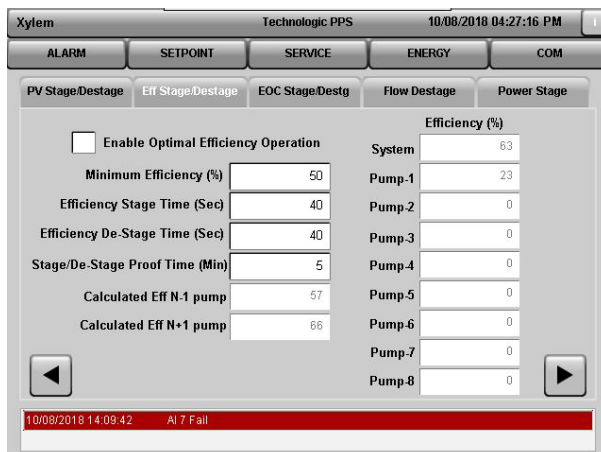 Xylem Technologic PPS 10/08/2018 04:27:16 PM i
ALARM SETPOINT SERVICE ENERGY COM
PV Stage/Destage Eff Stage/Destage EOC Stage/Destg Flow Destage Power Stage
Efficiency (%)
Enable Optimal Efficiency Operation
Minimum Efficiency (%) 50
Efficiency Stage Time (Sec) 40
Efficiency De-Stage Time (Sec) 40
Stage/De-Stage Proof Time (Min) 5
Calculated Eff N-1 pump 57
Calculated Eff N+1 pump 66
System 63
Pump-1 23
Pump-2 0
Pump-3 0
Pump-4 0
Pump-5 0
Pump-6 0
Pump-7 0
Pump-8 0
10/08/2018 14:09:42 AI 7 Fail